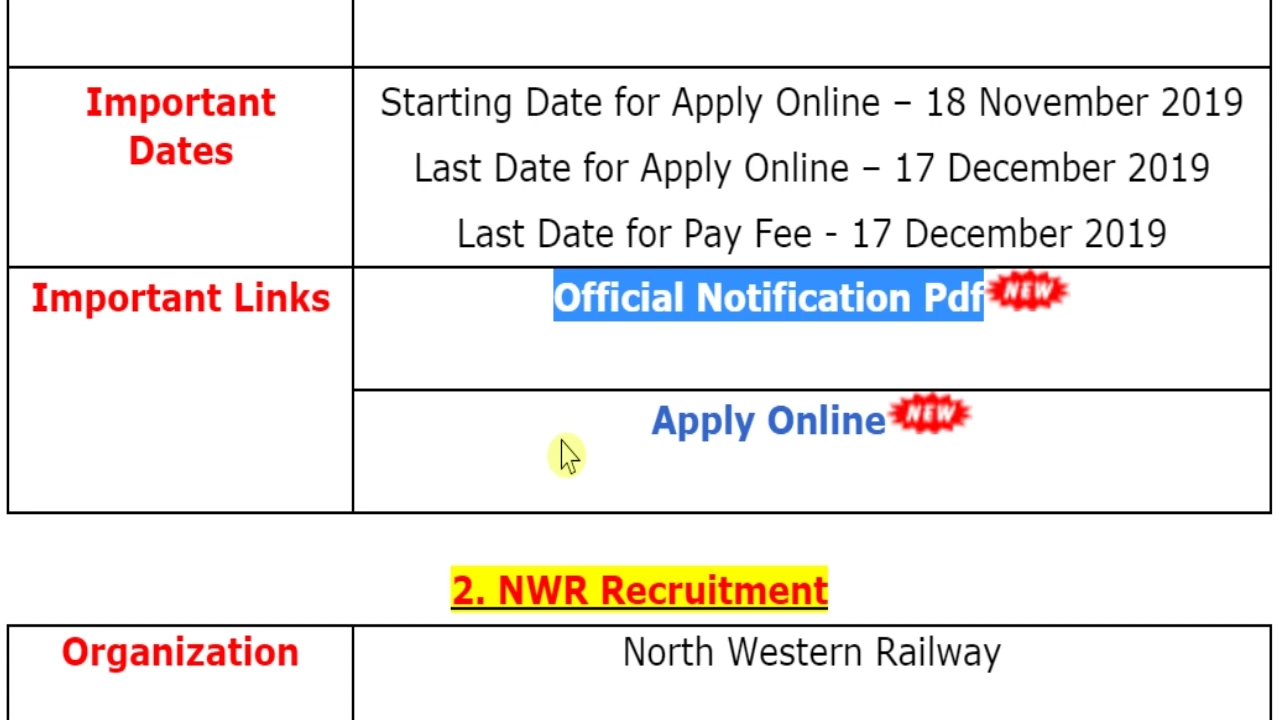 Important
Dates
Starting Date for Apply Online – 18 November 2019
Last Date for Apply Online – 17 December 2019
Last Date for Pay Fee - 17 December 2019
Important Links
Official Notification Pdf NEW
Apply Online NEW
2. NWR Recruitment
Organization
North Western Railway